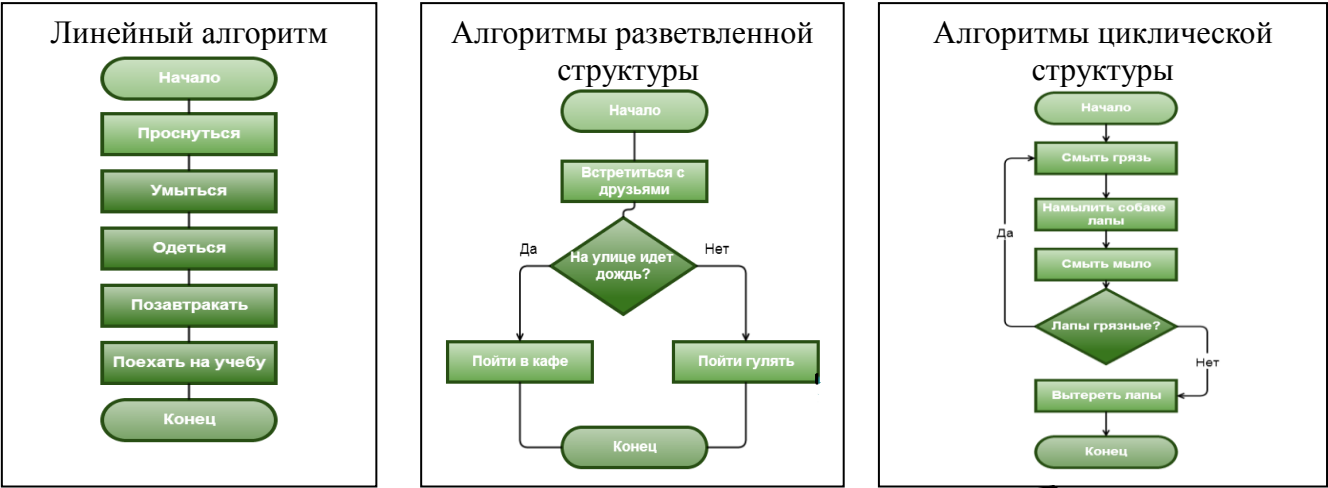 Линейный алгоритм
Начало
Проснуться
Умыться
Одеться
Позавтракать
Поехать на учебу
Конец
Алгоритмы разветвленной
структуры
Начало
Встретиться с
друзьями
На улице идет
дождь?
Да
Нет
Пойти в кафе
Пойти гулять
Конец
Алгоритмы циклической
структуры
Начало
Смыть грязь
Намылить собаке
лапы
Смыть мыло
Лапы грязные?
Да
Нет
Вытереть лапы
Конец